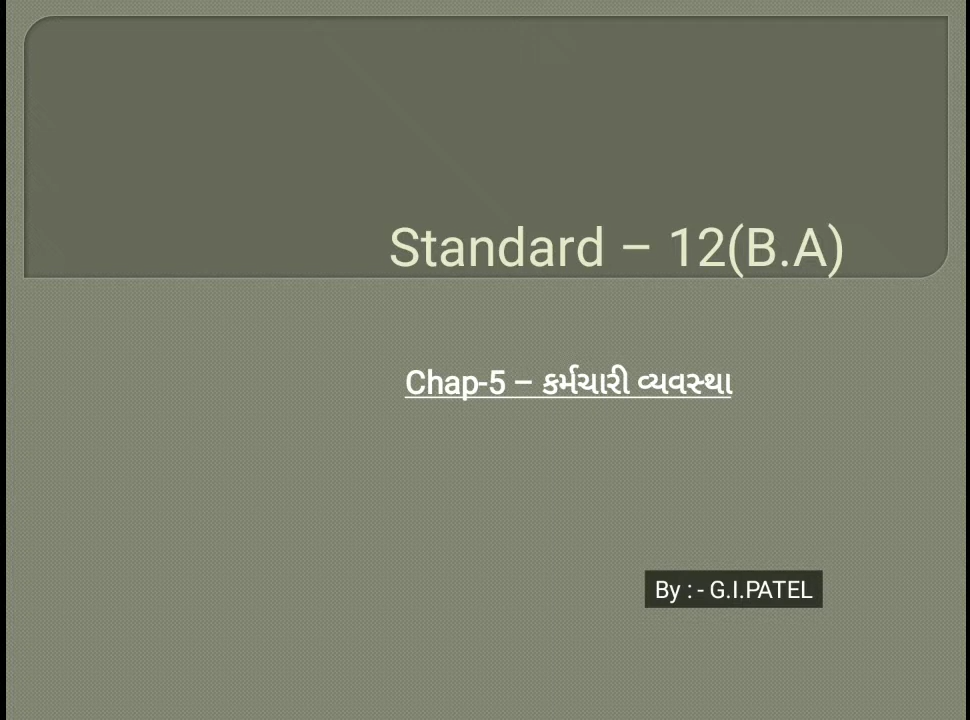 Standard – 12(B.A)
Chap-5 – કર્મચારી વ્યવસ્થા
By : - G.I.PATEL